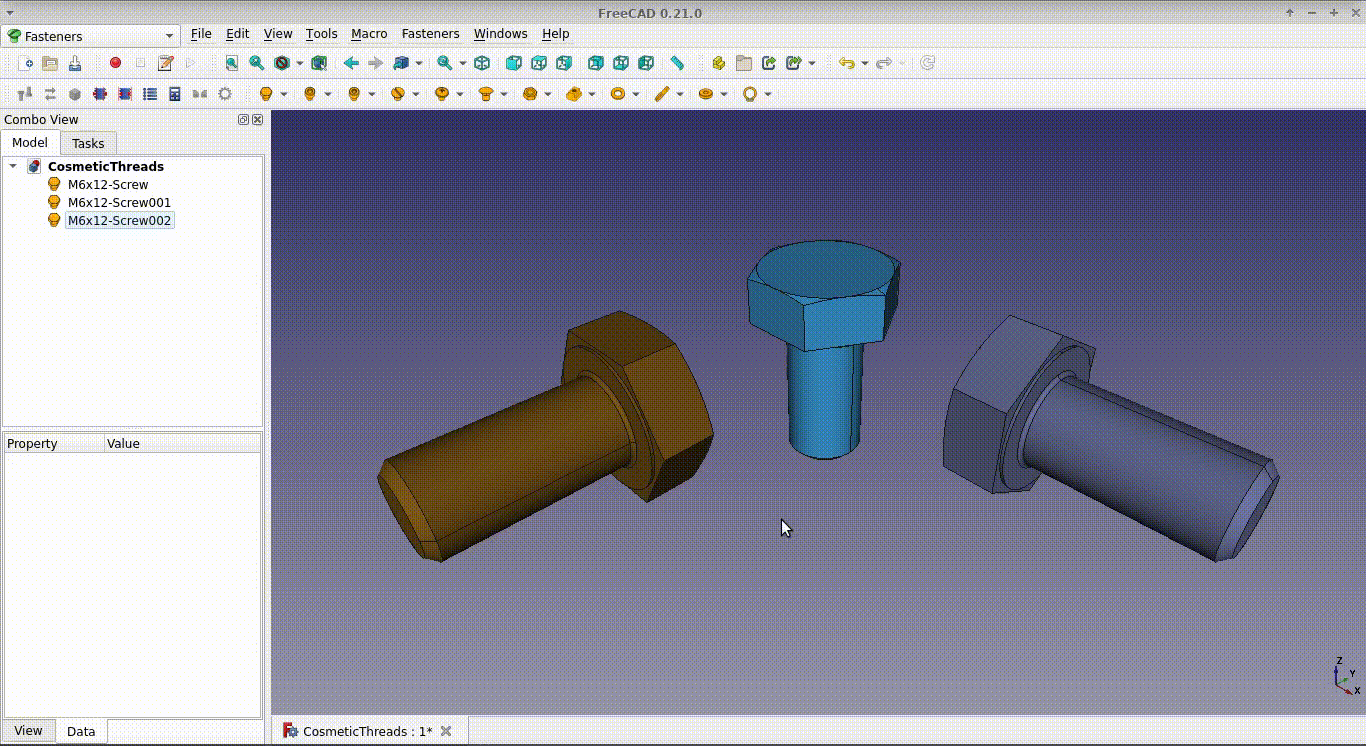 FreeCAD 0.21.0
Fasteners File Edit View Tools Macro Fasteners Windows Help
Combo View
Model Tasks
CosmeticThreads
M6x12-Screw
M6x12-Screw001
M6x12-Screw002
Property Value
Z
Y
X
View Data
CosmeticThreads : 1*